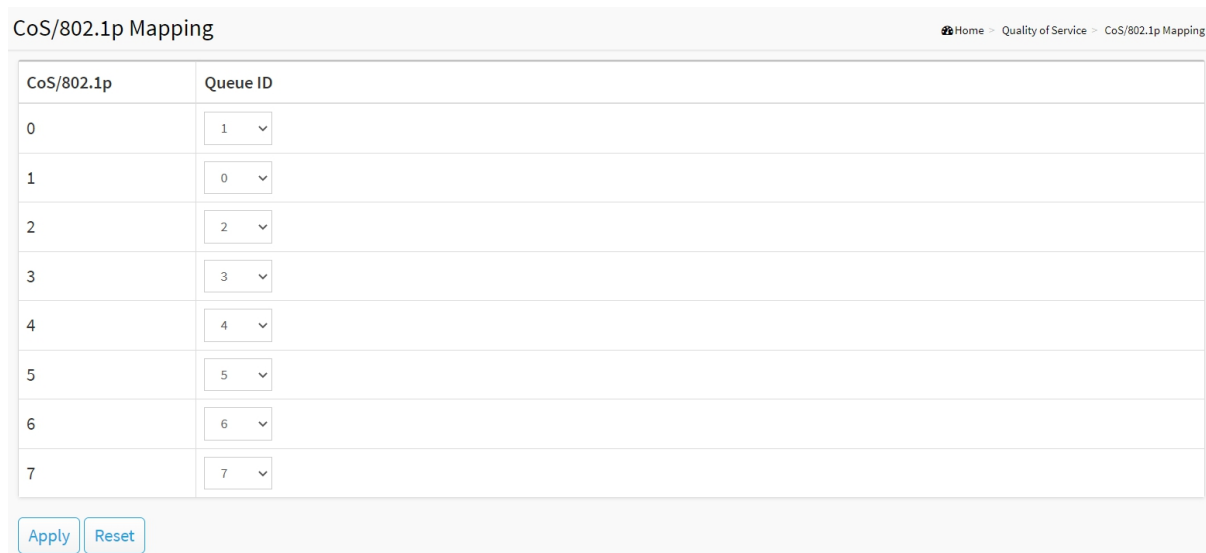 CoS/802.1p Mapping
Home > Quality of Service > CoS/802.1p Mapping
CoS/802.1p Queue ID
0 1
1 0
2 2
3 3
4 4
5 5
6 6
7 7
Apply Reset